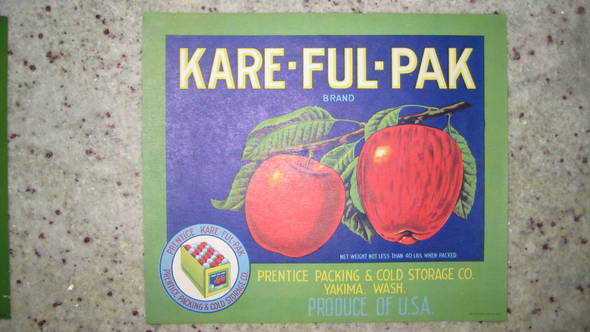 KARE-FUL-PAK
BRAND
NET WEIGHT NOT LESS THAN 40 LBS. WHEN PACKED
PRENTICE KARE-FUL-PAK
PRENTICE PACKING & COLD STORAGE CO.
PRENTICE PACKING & COLD STORAGE CO.
YAKIMA, WASH.
PRODUCE OF U.S.A.